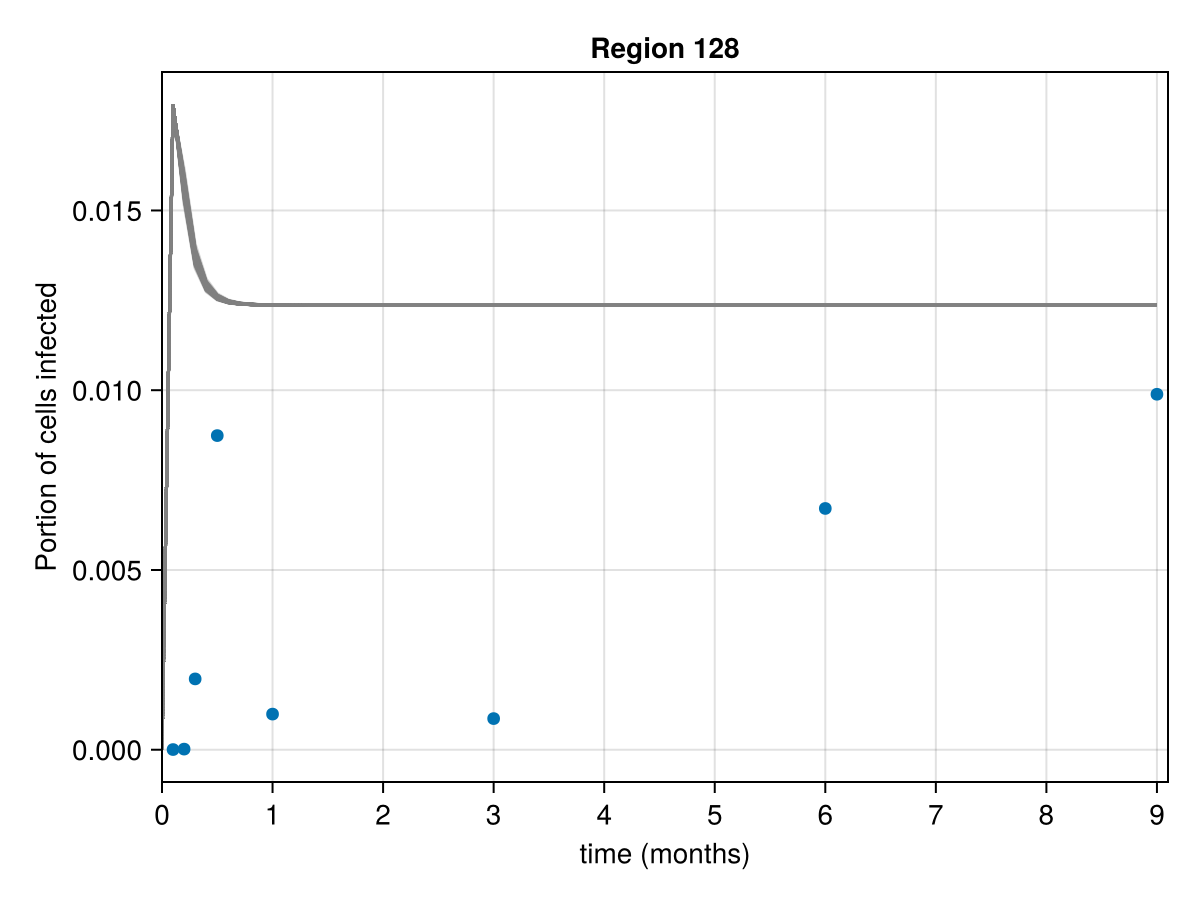 Region 128
Portion of cells infected
0.015
0.010
0.005
0.000
0 1 2 3 4 5 6 7 8 9
time (months)